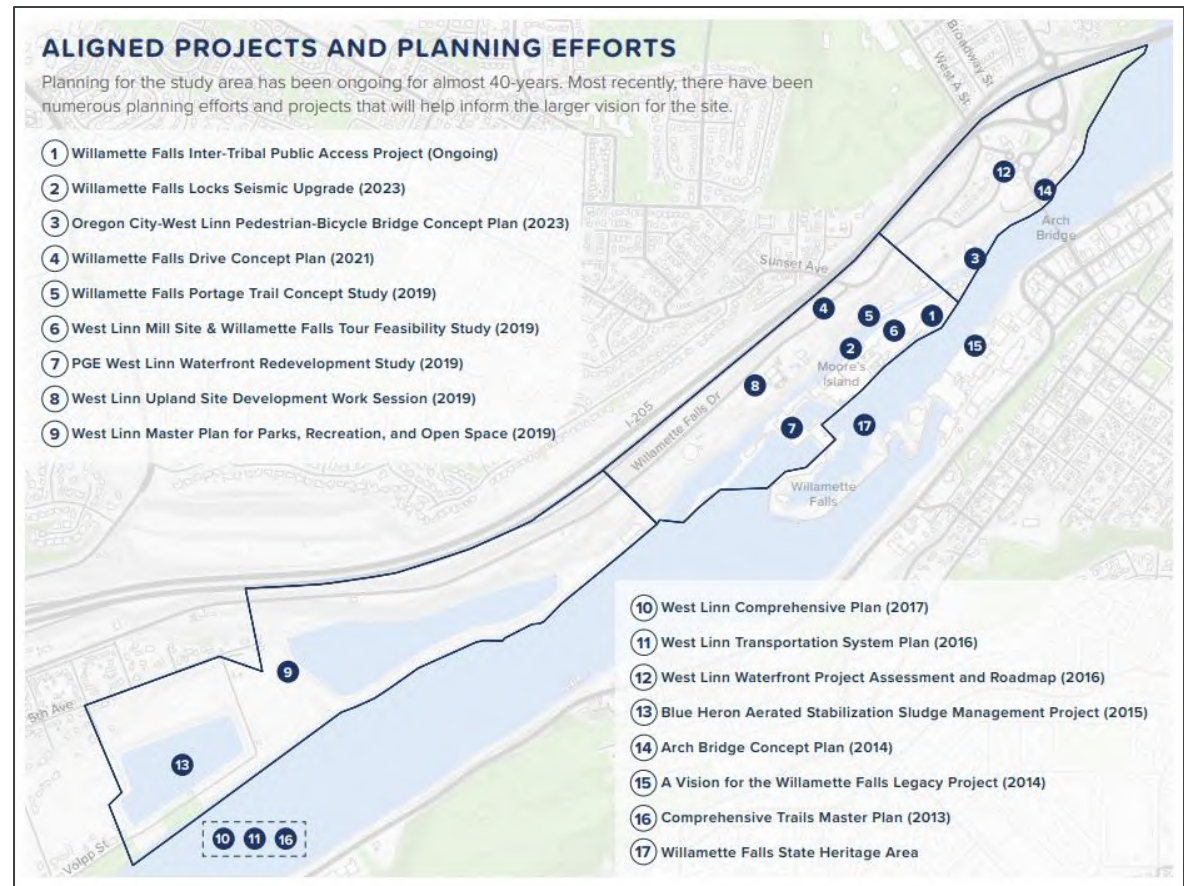 ALIGNED PROJECTS AND PLANNING EFFORTS
Planning for the study area has been ongoing for almost 40-years. Most recently, there have been
numerous planning efforts and projects that will help inform the larger vision for the site.
1 Willamette Falls Inter-Tribal Public Access Project (Ongoing)
2 Willamette Falls Locks Seismic Upgrade (2023)
3 Oregon City-West Linn Pedestrian-Bicycle Bridge Concept Plan (2023)
4 Willamette Falls Drive Concept Plan (2021)
5 Willamette Falls Portage Trail Concept Study (2019)
6 West Linn Mill Site & Willamette Falls Tour Feasibility Study (2019)
7 PGE West Linn Waterfront Redevelopment Study (2019)
8 West Linn Upland Site Development Work Session (2019)
9 West Linn Master Plan for Parks, Recreation, and Open Space (2019)
Broadway St
West A St.
12
14
Arch
Bridge
3
Sunset Ave
4
5
1
6
2
15
Moore's
Island
8
I-205
Willamette Falls Dr
7
17
Willamette
Falls
10 West Linn Comprehensive Plan (2017)
11 West Linn Transportation System Plan (2016)
12 West Linn Waterfront Project Assessment and Roadmap (2016)
13 Blue Heron Aerated Stabilization Sludge Management Project (2015)
14 Arch Bridge Concept Plan (2014)
15 A Vision for the Willamette Falls Legacy Project (2014)
16 Comprehensive Trails Master Plan (2013)
17 Willamette Falls State Heritage Area
9
5th Ave
13
10 11 16
Volpp St